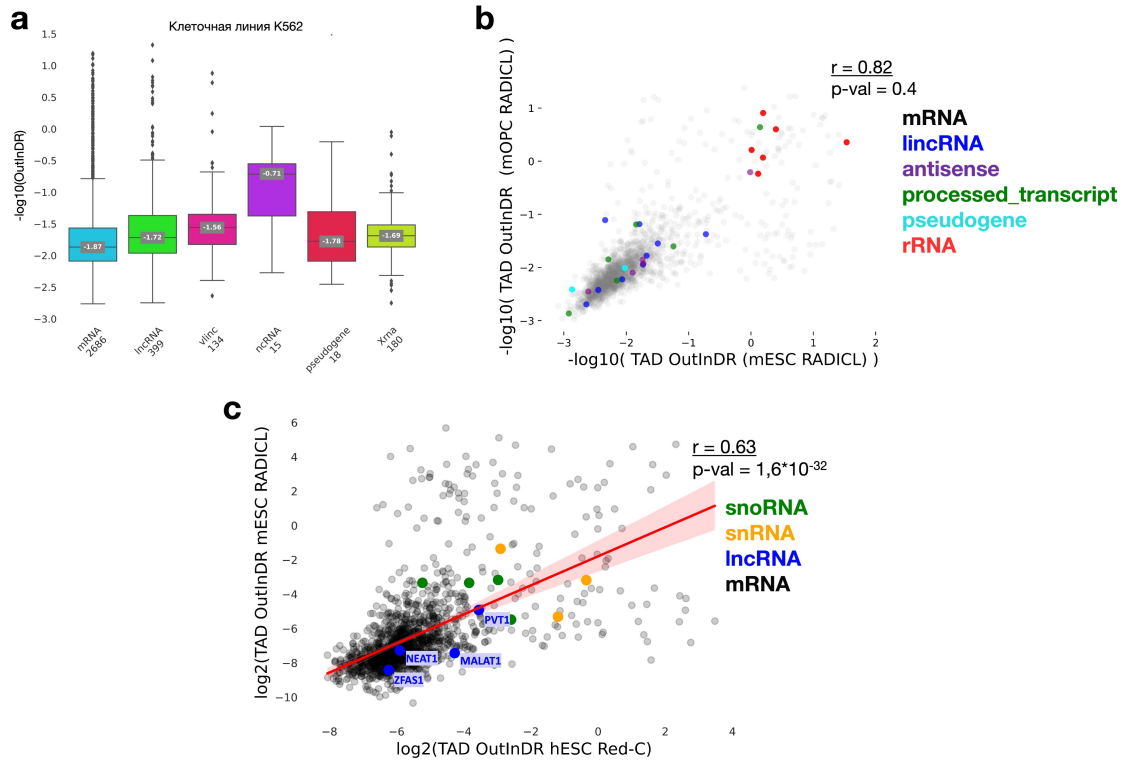 a
Клеточная линия K562
-log10(OutInDR)
1.5
1.0
0.5
0.0
−0.5
−1.0
−1.5
−2.0
−2.5
−3.0
-1.87
-1.72
-1.56
-0.71
-1.78
-1.69
mRNA
2686
lncRNA
399
vlinc
134
ncRNA
15
pseudogene
18
Xrna
180
b
-log10( TAD OutInDR (mOPC RADICL) )
1
0
−1
−2
−3
−3
−2
−1
0
1
2
-log10( TAD OutInDR (mESC RADICL) )
r = 0.82
p-val = 0.4
mRNA
lincRNA
antisense
processed_transcript
pseudogene
rRNA
c
log2(TAD OutInDR mESC RADICL)
6
4
2
0
−2
−4
−6
−8
−10
−8
−6
−4
−2
0
2
4
log2(TAD OutInDR hESC Red-C)
PVT1
NEAT1
MALAT1
ZFAS1
r = 0.63
p-val = 1,6*10-32
snoRNA
snRNA
lncRNA
mRNA